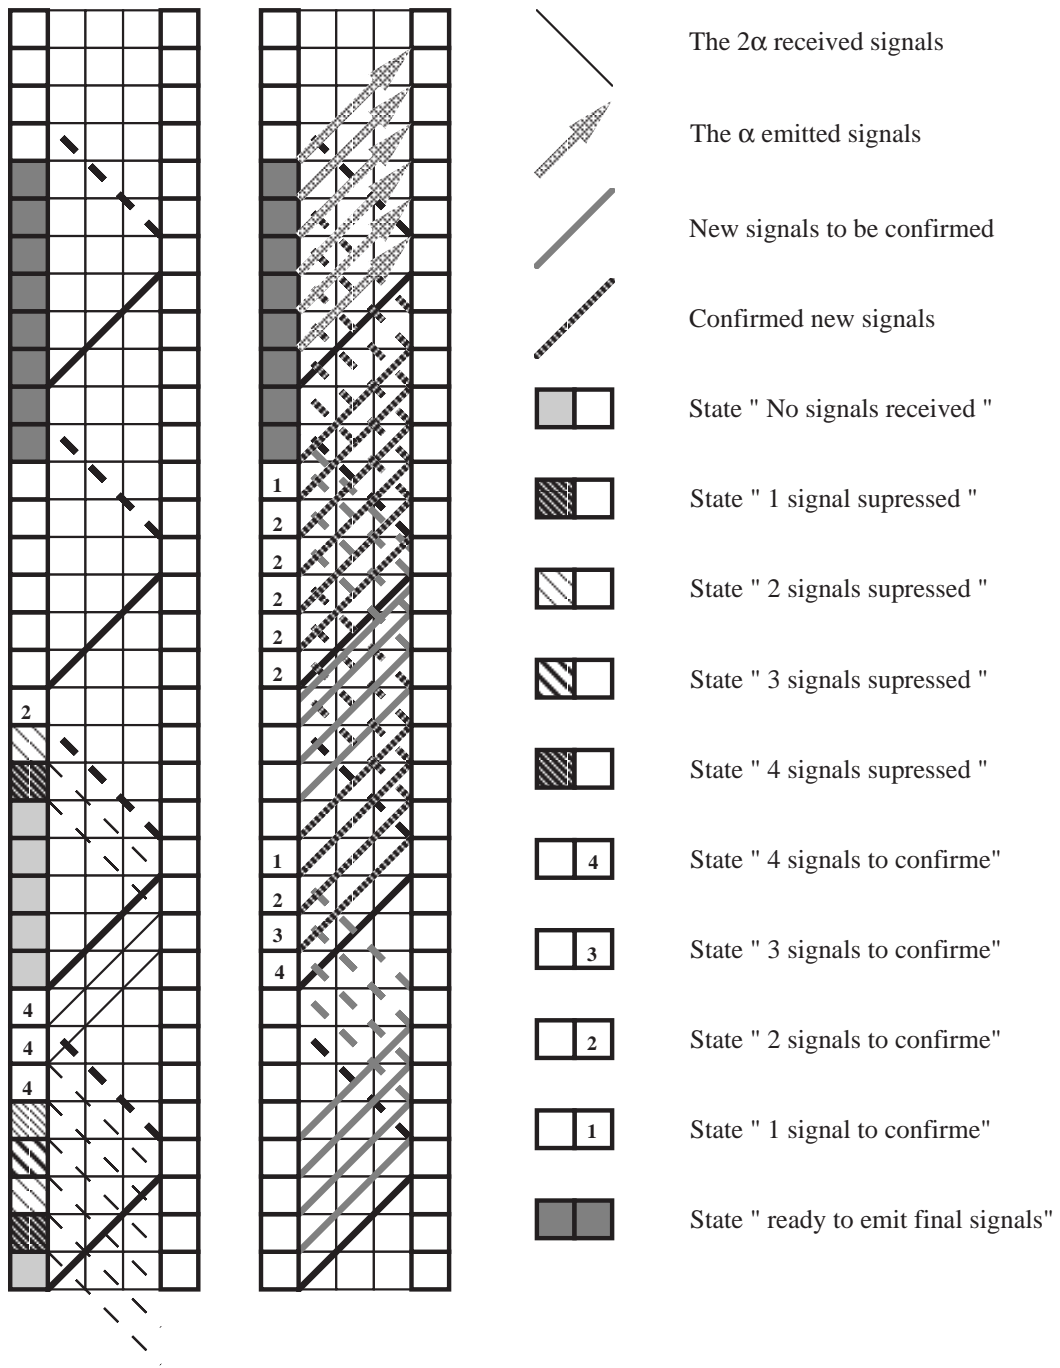 The 2α received signals
The α emitted signals
New signals to be confirmed
Confirmed new signals
State " No signals received "
State " 1 signal supressed "
State " 2 signals supressed "
State " 3 signals supressed "
State " 4 signals supressed "
4 State " 4 signals to confirme"
3 State " 3 signals to confirme"
2 State " 2 signals to confirme"
1 State " 1 signal to confirme"
State " ready to emit final signals"
2
4
4
4
1
2
2
2
2
2
1
2
3
4